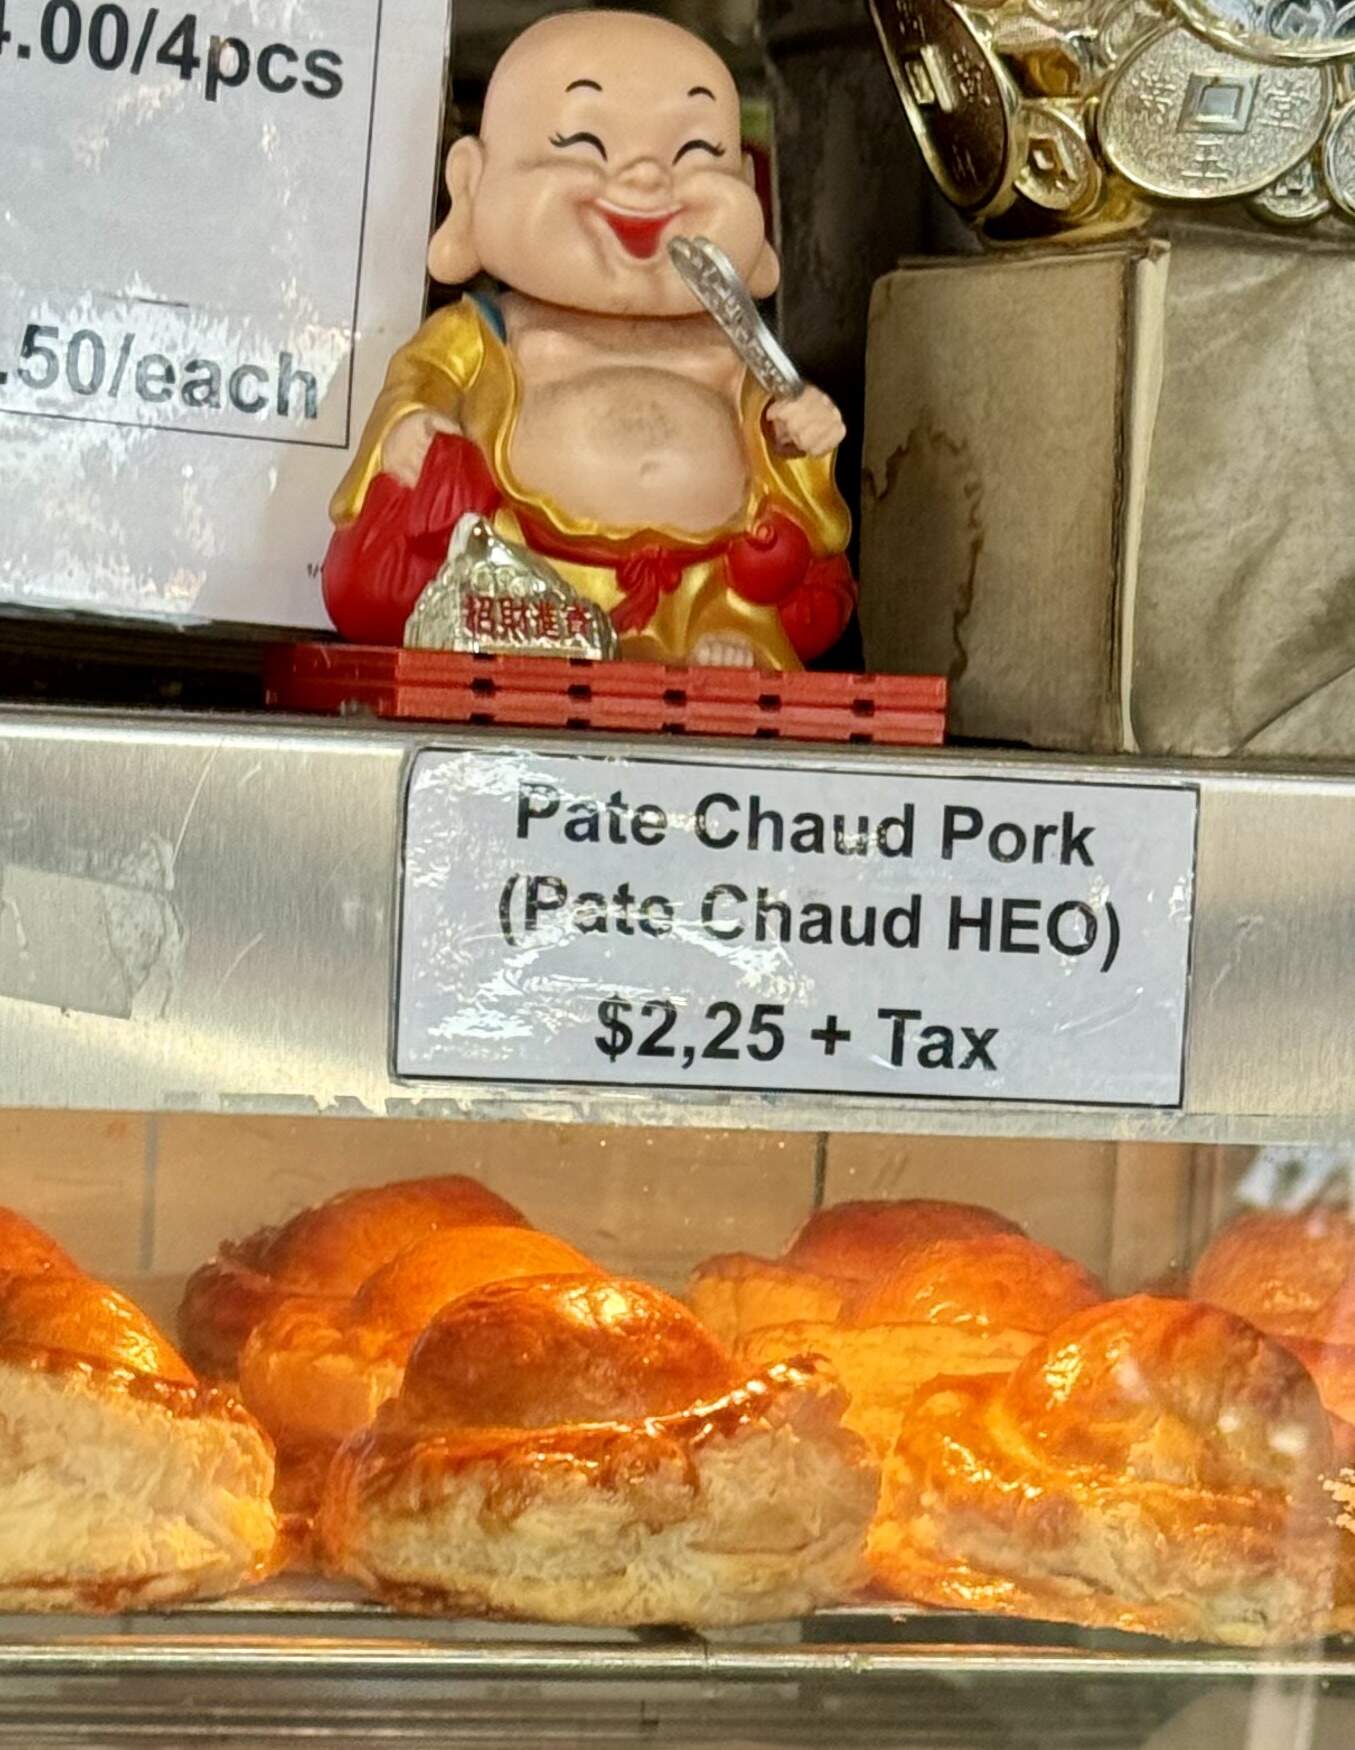 .00/4pcs
.50/each
招財進寶
Pate Chaud Pork
(Pate Chaud HEO)
$2,25 + Tax